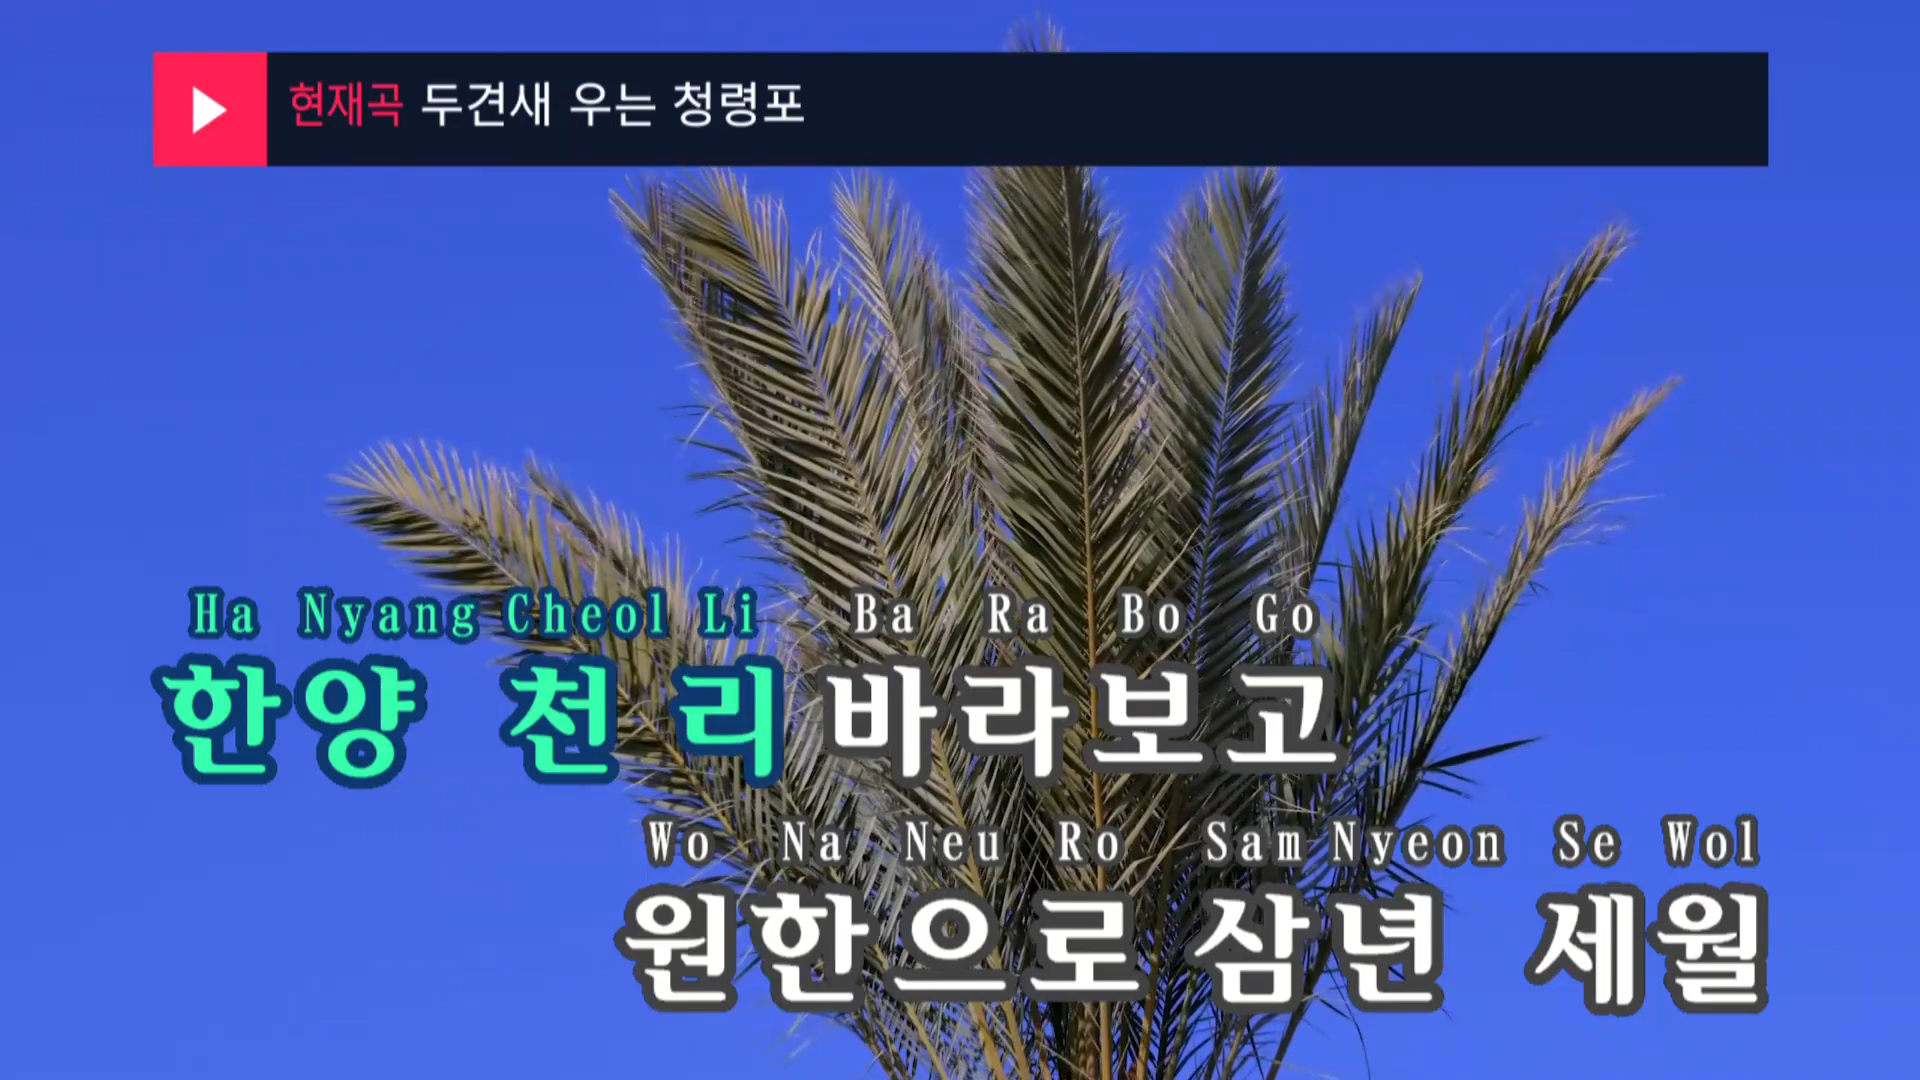 현재곡 두견새 우는 청령포
Ha Nyang Cheol Li Ba Ra Bo Go
한양 천 리 바라보고
Wo Na Neu Ro Sam Nyeon Se Wol
원한으로 삼년 세월